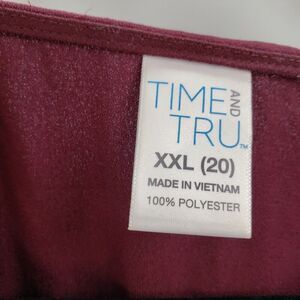 TIME AND
TRU™
XXL (20)
MADE IN VIETNAM
100% POLYESTER